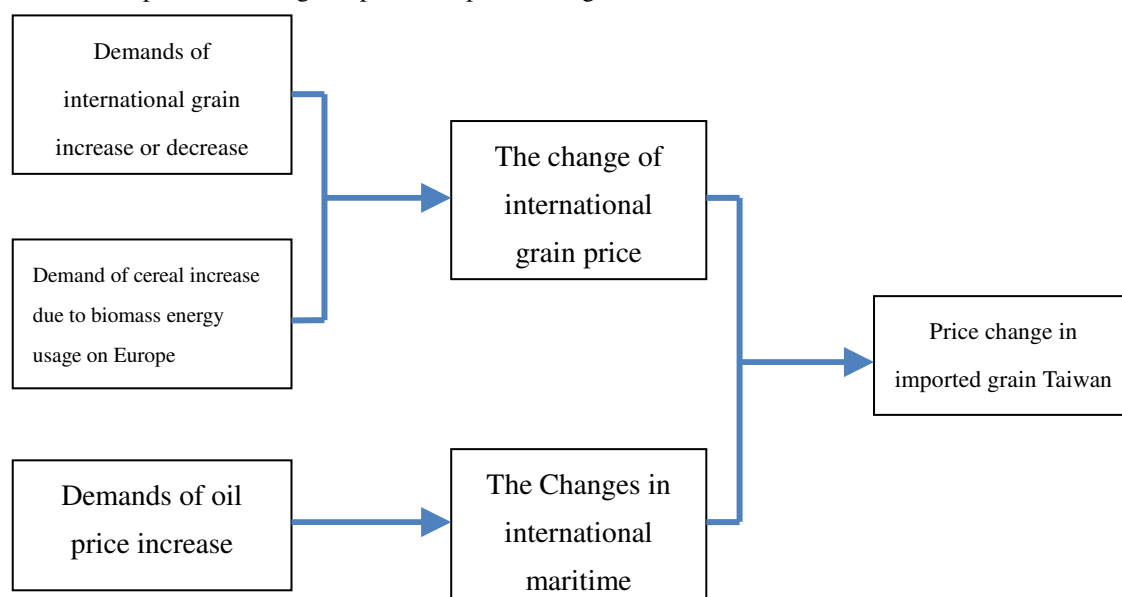 Demands of
international grain
increase or decrease
Demand of cereal increase
due to biomass energy
usage on Europe
Demands of oil
price increase
The change of
international
grain price
The Changes in
international
maritime
Price change in
imported grain Taiwan